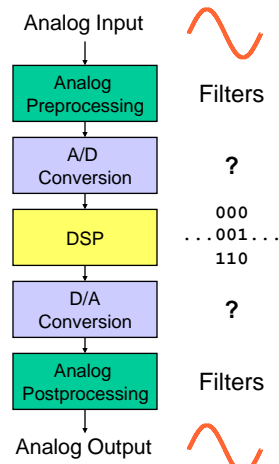 Analog Input
Analog
Preprocessing
Filters
A/D
Conversion
?
DSP
000
...001...
110
D/A
Conversion
?
Analog
Postprocessing
Filters
Analog Output